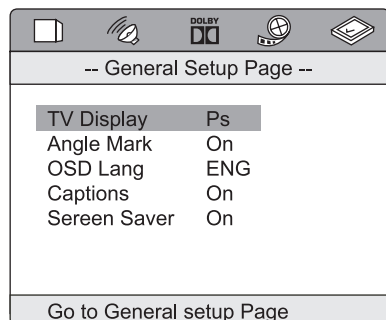 DOLBY
-- General Setup Page --
TV Display Ps
Angle Mark On
OSD Lang ENG
Captions On
Sereen Saver On
Go to General setup Page